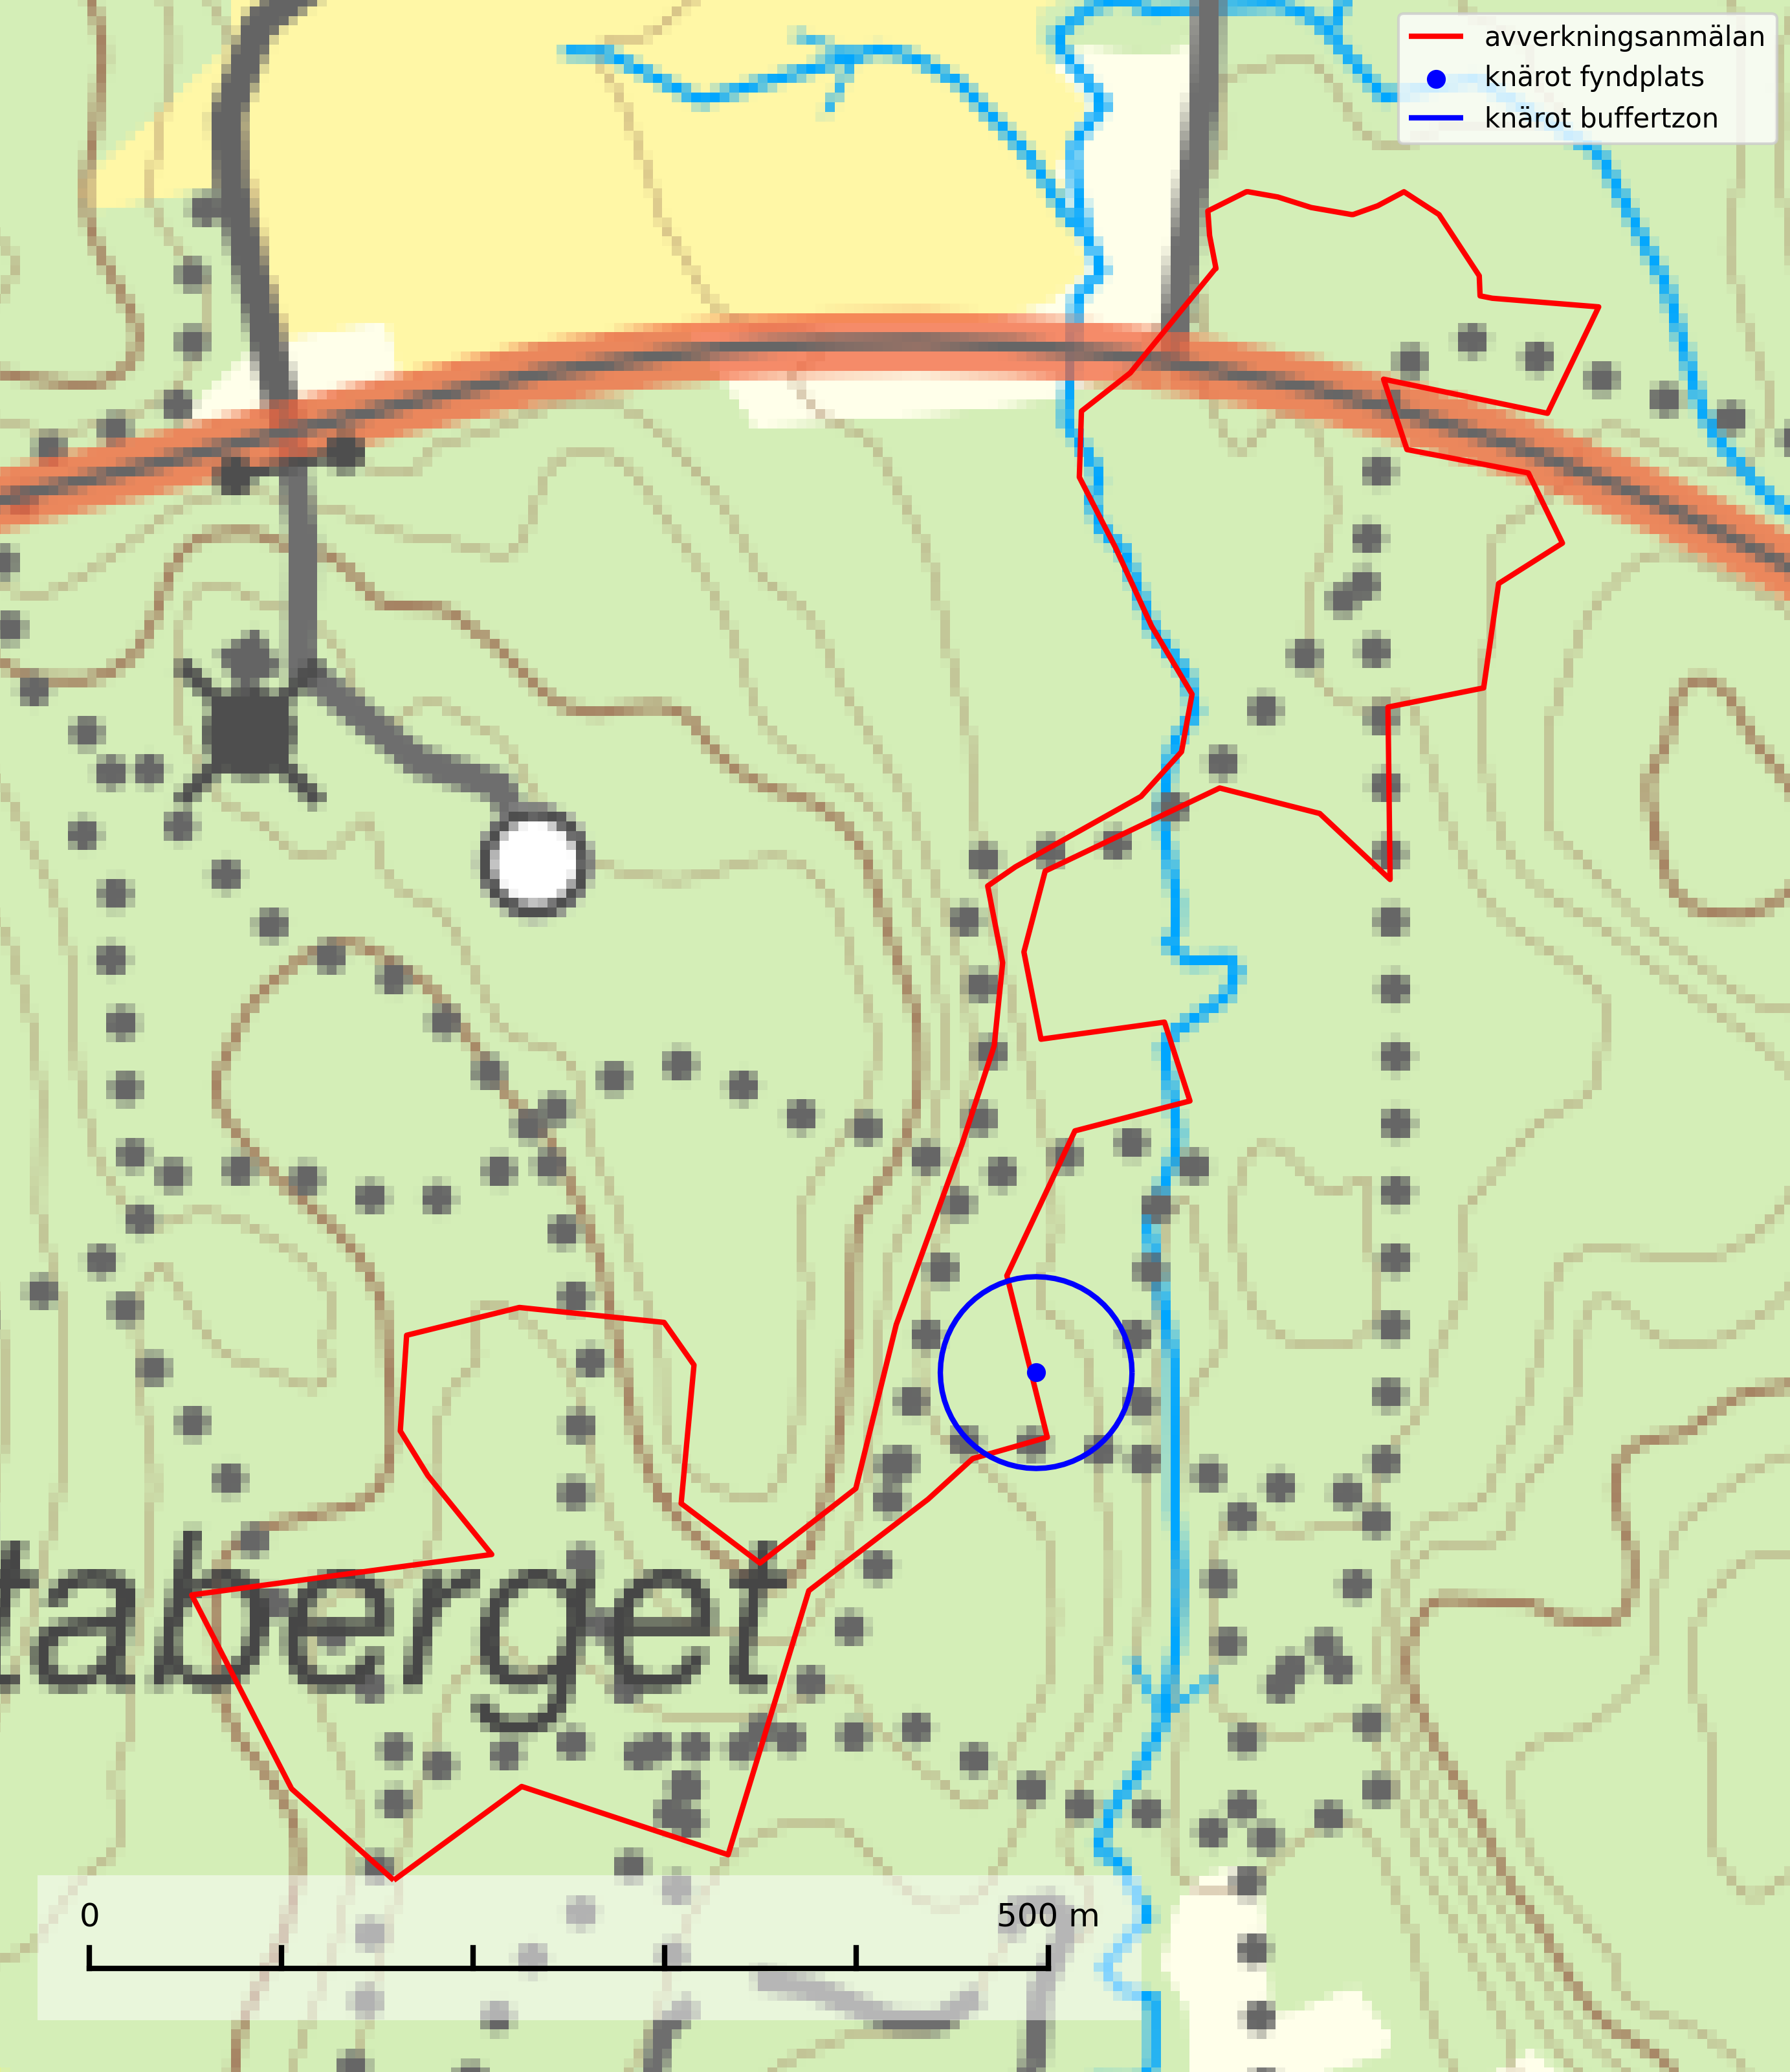 avverkningsanmälan
knärot fyndplats
knärot buffertzon
taberget
0 500 m